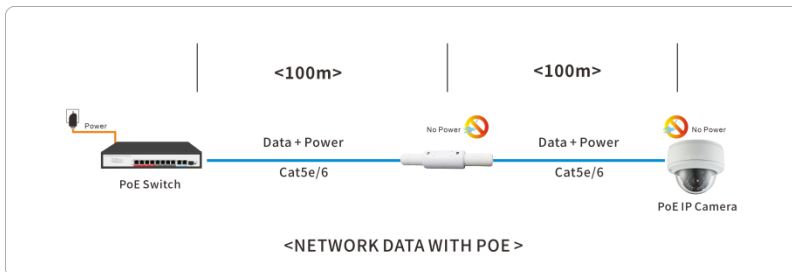 <100m>
<100m>
Power
No Power
No Power
Data + Power
Data + Power
Cat5e/6
Cat5e/6
PoE Switch
PoE IP Camera
<NETWORK DATA WITH POE >